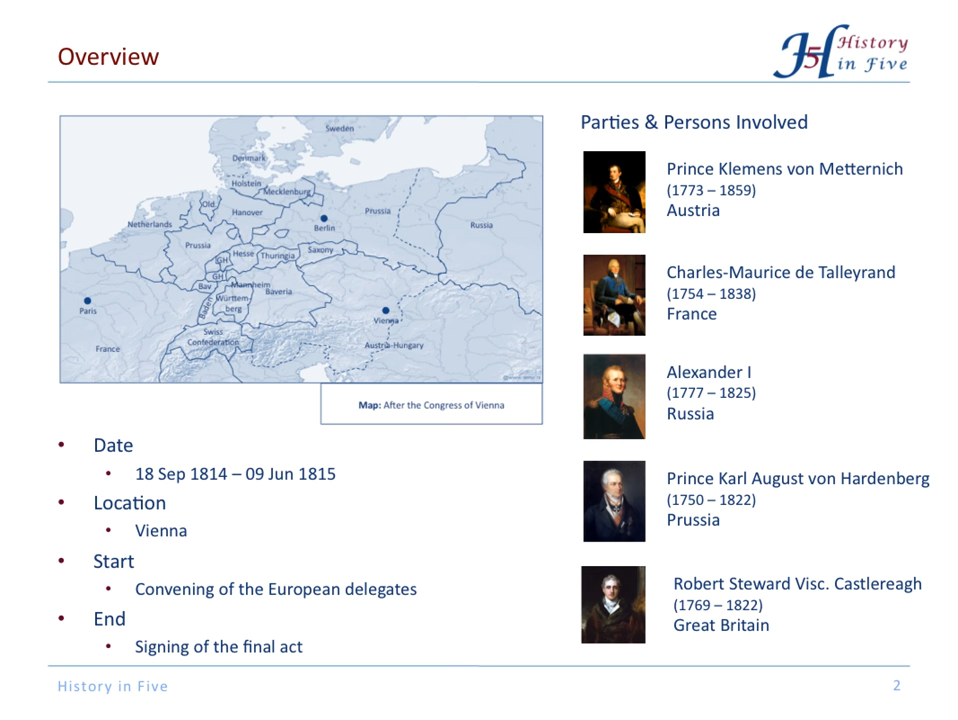 Overview
History
in Five
Sweden
Denmark
Holstein
Mecklenburg
Old
Hanover
Prussia
Russia
Netherlands
Berlin
Prussia
Hesse
Thuringia
Saxony
GH
GH
Bav
Mannheim
Baveria
Württem-
berg
Baden
Paris
Vienna
Swiss
Confederation
France
Austria-Hungary
Map: After the Congress of Vienna
• Date
• 18 Sep 1814 – 09 Jun 1815
• Location
• Vienna
• Start
• Convening of the European delegates
• End
• Signing of the final act
Parties & Persons Involved
Prince Klemens von Metternich
(1773 – 1859)
Austria
Charles-Maurice de Talleyrand
(1754 – 1838)
France
Alexander I
(1777 – 1825)
Russia
Prince Karl August von Hardenberg
(1750 – 1822)
Prussia
Robert Steward Visc. Castlereagh
(1769 – 1822)
Great Britain
History in Five
2